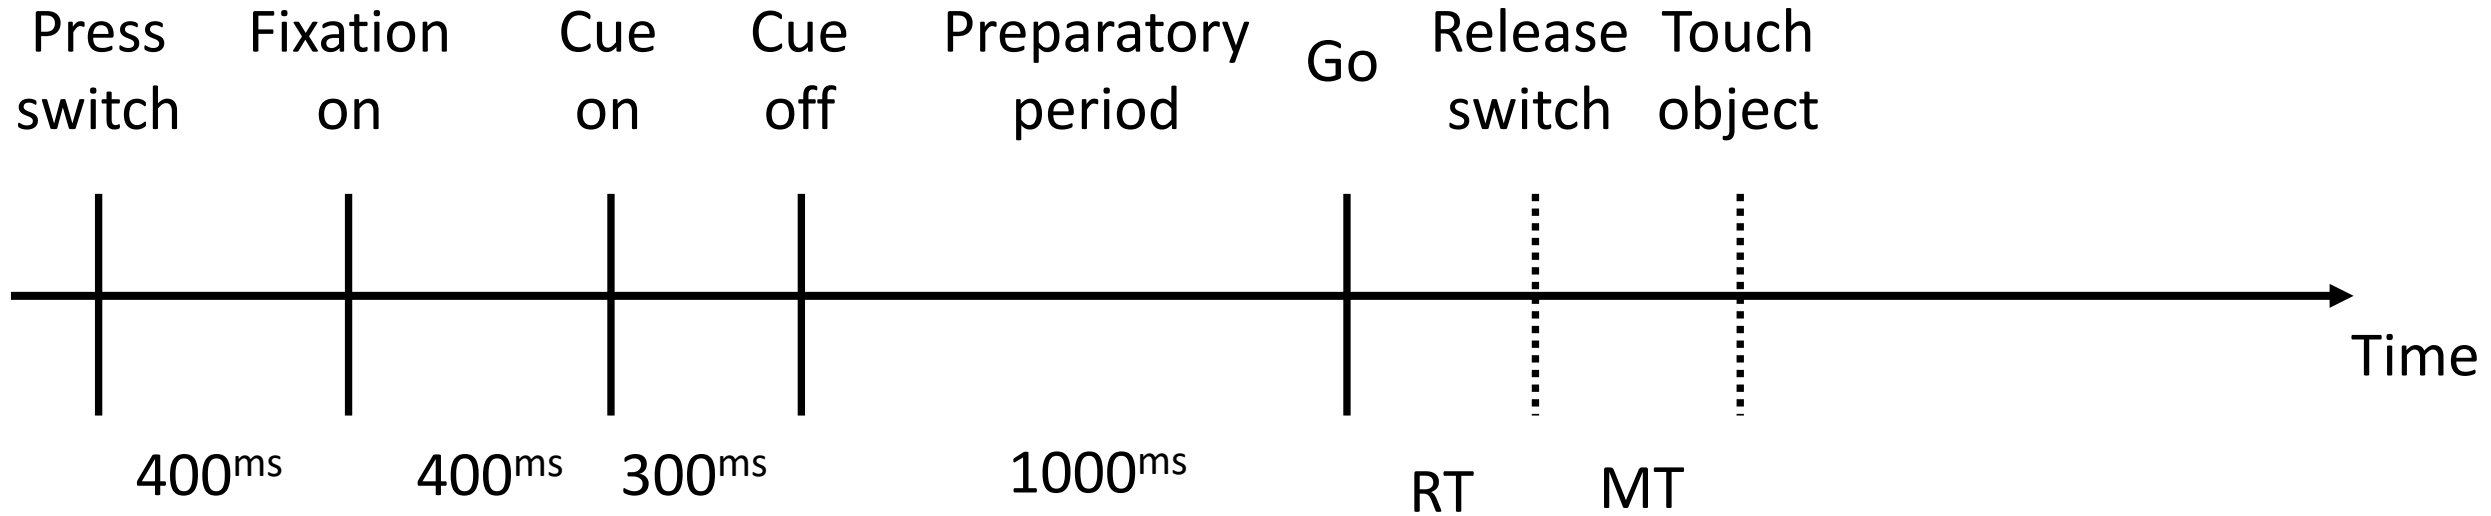 Press
switch
Fixation
on
Cue
on
Cue
off
Preparatory
period
Go
Release
switch
Touch
object
Time
400ms
400ms
300ms
1000ms
RT
MT